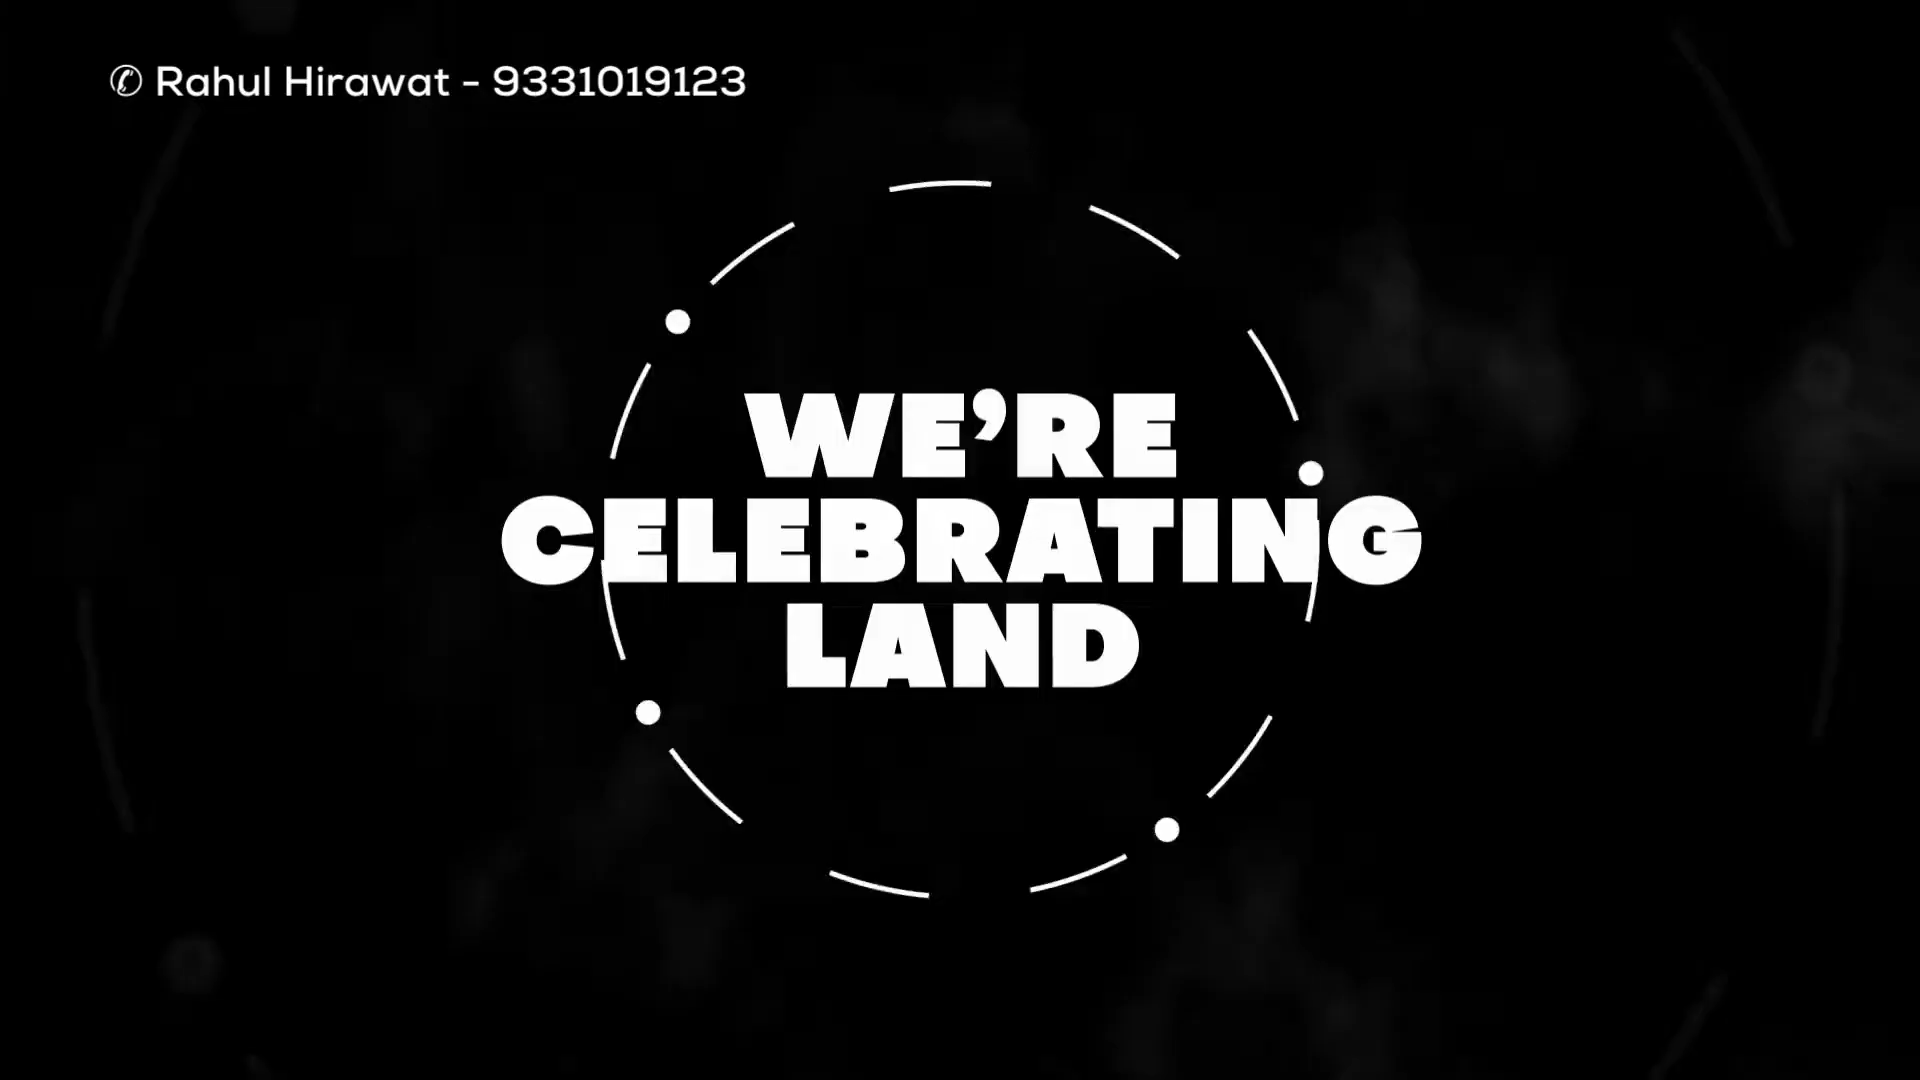 ✆ Rahul Hirawat - 9331019123
WE’RE
CELEBRATING
LAND